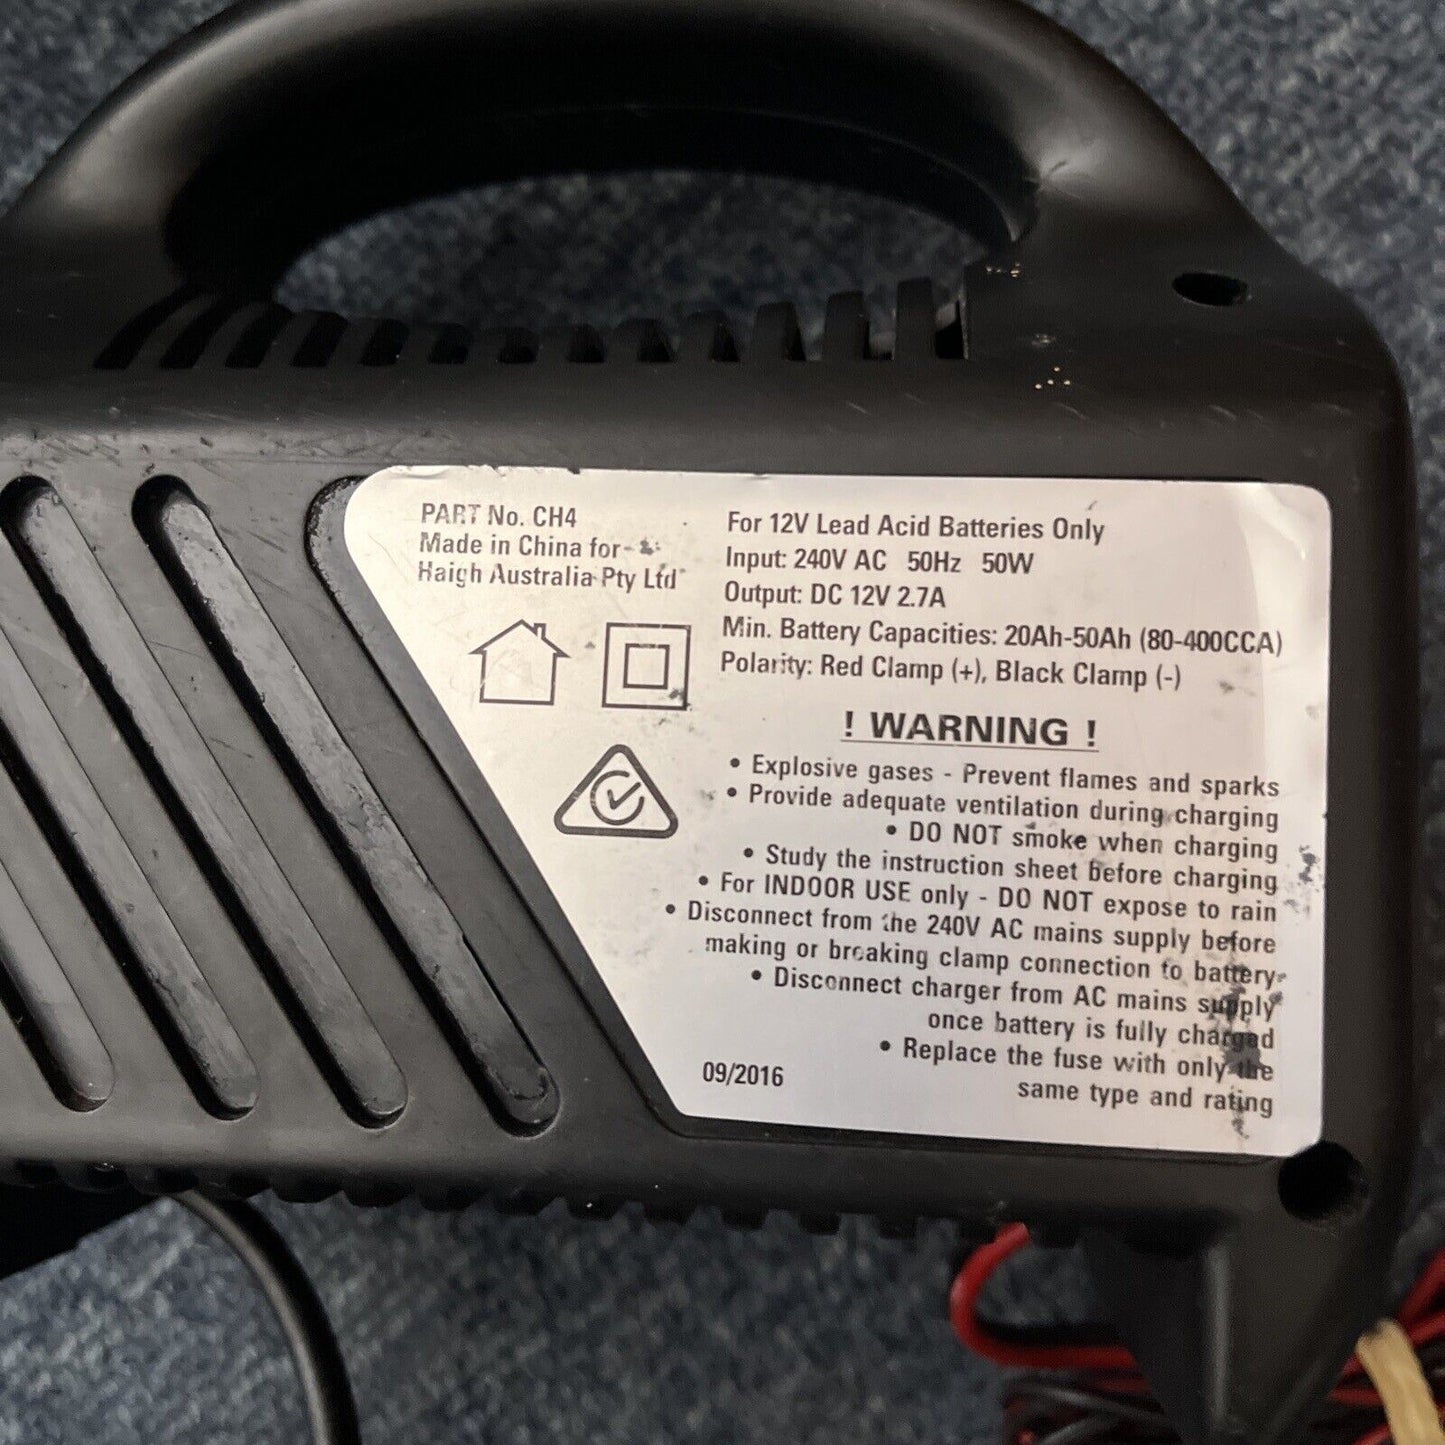 PART No. CH4
Made in China for
Haigh Australia Pty Ltd
For 12V Lead Acid Batteries Only
Input: 240V AC 50Hz 50W
Output: DC 12V 2.7A
Min. Battery Capacities: 20Ah-50Ah (80-400CCA)
Polarity: Red Clamp (+), Black Clamp (-)
! WARNING !
• Explosive gases - Prevent flames and sparks
• Provide adequate ventilation during charging
• DO NOT smoke when charging
• Study the instruction sheet before charging
• For INDOOR USE only - DO NOT expose to rain
• Disconnect from the 240V AC mains supply before
making or breaking clamp connection to battery
• Disconnect charger from AC mains supply
once battery is fully charged
• Replace the fuse with only the
same type and rating
09/2016